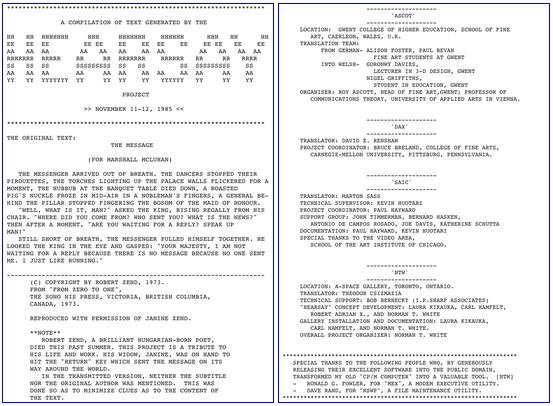 A COMPILATION OF TEXT GENERATED BY THE
HEARSAY
PROJECT
>> NOVEMBER 11-12, 1985 <<
THE ORIGINAL TEXT:
THE MESSAGE
(FOR MARSHALL MCLUHAN)
THE MESSENGER ARRIVED OUT OF BREATH. THE DANCERS STOPPED THEIR
PIROUETTES, THE TORCHES LIGHTING UP THE PALACE WALLS FLICKERED FOR A
MOMENT, THE HUBBUB AT THE BANQUET TABLE DIED DOWN, A ROASTED
PIG'S NUCKLE FROZE IN MID-AIR IN A NOBLEMAN'S FINGERS, A GENERAL BE-
HIND THE PILLAR STOPPED FINGERING THE BOSOM OF THE MAID OF HONOUR.
"WELL, WHAT IS IT, MAN?" ASKED THE KING, RISING REGALLY FROM HIS
CHAIR. "WHERE DID YOU COME FROM? WHO SENT YOU? WHAT IS THE NEWS?"
THEN AFTER A MOMENT, "ARE YOU WAITING FOR A REPLY? SPEAK UP
MAN!"
STILL SHORT OF BREATH, THE MESSENGER PULLED HIMSELF TOGETHER. HE
LOOKED THE KING IN THE EYE AND GASPED: "YOUR MAJESTY, I AM NOT
WAITING FOR A REPLY BECAUSE THERE IS NO MESSAGE BECAUSE NO ONE SENT
ME. I JUST LIKE RUNNING."
(C) COPYRIGHT BY ROBERT ZEND, 1973.
FROM "FROM ZERO TO ONE",
THE SONO NIS PRESS, VICTORIA, BRITISH COLUMBIA,
CANADA, 1973.
REPRODUCED WITH PERMISSION OF JANINE ZEND.
**NOTE**
ROBERT ZEND, A BRILLIANT HUNGARIAN-BORN POET,
DIED THIS PAST SUMMER. THIS PROJECT IS A TRIBUTE TO
HIS LIFE AND WORK. HIS WIDOW, JANINE, WAS ON HAND TO
HIT THE "RETURN" KEY WHICH SENT THE MESSAGE ON ITS
WAY AROUND THE WORLD.
IN THE TRANSMITTED VERSION, NEITHER THE SUBTITLE
NOR THE ORIGINAL AUTHOR WAS MENTIONED. THIS WAS
DONE SO AS TO MINIMIZE CLUES AS TO THE CONTENT OF
THE TEXT.
'ASCOT'
LOCATION: GWENT COLLEGE OF HIGHER EDUCATION, SCHOOL OF FINE
ART, CAERLEON, WALES, U.K.
TRANSLATION TEAM:
FROM GERMAN- ALISON FOSTER, PAUL BEVAN
FINE ART STUDENTS AT GWENT
INTO WELSH- GORONWY DAVIES,
LECTURER IN 3-D DESIGN, GWENT
NIGEL GRIFFITHS,
STUDENT IN EDUCATION, GWENT
ORGANISER: ROY ASCOTT, HEAD OF FINE ART,GWENT; PROFESSOR OF
COMMUNICATIONS THEORY, UNIVERSITY OF APPLIED ARTS IN VIENNA.
'DAX'
TRANSLATOR: DAVID E. RENSHAW
PROJECT COORDINATOR: BRUCE BRELAND, COLLEGE OF FINE ARTS,
CARNEGIE-MELLON UNIVERSITY, PITTSBURG, PENNSYLVANIA.
'SAIC'
TRANSLATOR: MARTON SASS
TECHNICAL SUPERVISOR: KEVIN HUOTARI
PROJECT COORDINATOR: PAUL HAYWARD
SUPPORT GROUP: JOHN TIMMERMAN, BERNARD HASKEN,
ANTONIO DE CAMPOS ROSADO, JOE DAVIS, KATHERINE SCHUTTA
DOCUMENTATION: PAUL HAYWARD, KEVIN HUOTARI
SPECIAL THANKS TO THE VIDEO AREA,
SCHOOL OF THE ART INSTITUTE OF CHICAGO.
'NTW'
LOCATION: A-SPACE GALLERY, TORONTO, ONTARIO.
TRANSLATOR: THEODOR CSIZMAZIA
TECHNICAL SUPPORT: BOB BERNECKY (I.P.SHARP ASSOCIATES)
"HEARSAY" CONCEPT DEVELOPMENT: LAURA KIKAUKA, CARL HAMFELT,
ROBERT ADRIAN X., AND NORMAN T. WHITE
GALLERY INSTALLATION AND DOCUMENTATION: LAURA KIKAUKA,
CARL HAMFELT, AND NORMAN T. WHITE.
OVERALL PROJECT ORGANIZER: NORMAN T. WHITE
SPECIAL THANKS TO THE FOLLOWING PEOPLE WHO, BY GENEROUSLY
RELEASING THEIR EXCELLENT SOFTWARE INTO THE PUBLIC DOMAIN,
TRANSFORMED MY OLD "CP/M COMPUTER" INTO A VALUABLE TOOL. (NTW)
- RONALD G. FOWLER, FOR "MEX", A MODEM EXECUTIVE UTILITY.
- DAVE RAND, FOR "NSWP", A FILE MAINTENANCE UTILITY.